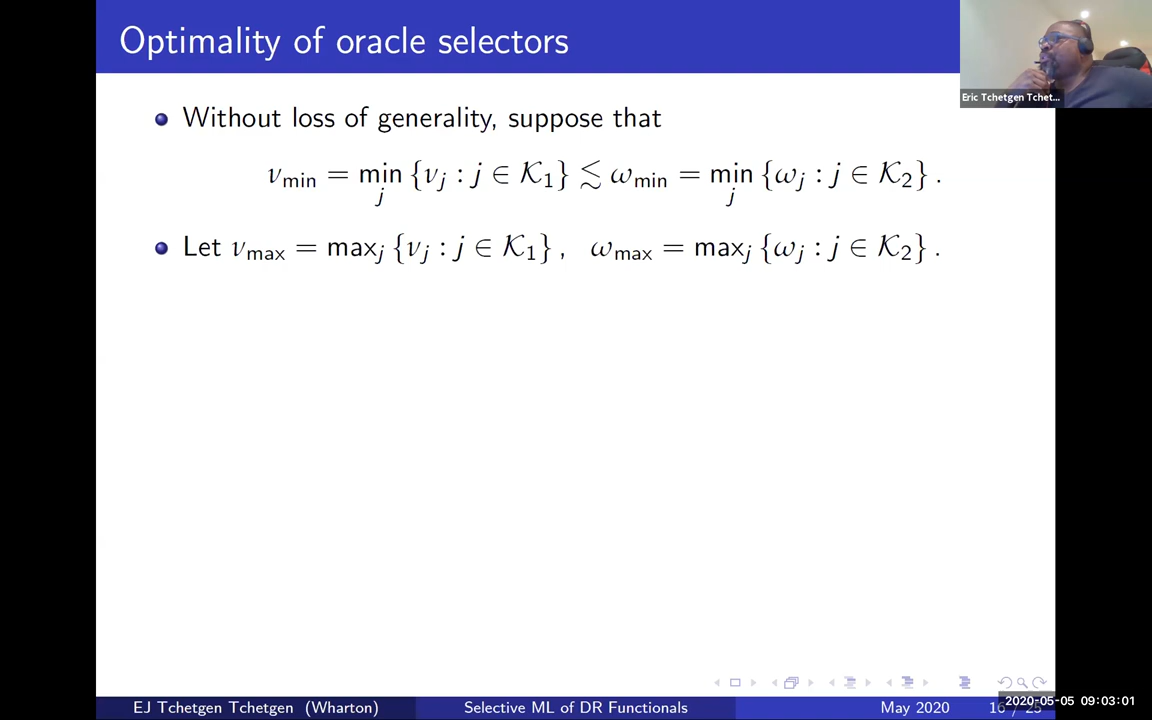 Optimality of oracle selectors
Eric Tchetgen Tchet...
Without loss of generality, suppose that
ν_min = min_j {ν_j : j ∈ 𝒦_1} ≲ ω_min = min_j {ω_j : j ∈ 𝒦_2} .
Let ν_max = max_j {ν_j : j ∈ 𝒦_1} , ω_max = max_j {ω_j : j ∈ 𝒦_2} .
EJ Tchetgen Tchetgen (Wharton) Selective ML of DR Functionals May 2020
2020-05-05 09:03:01